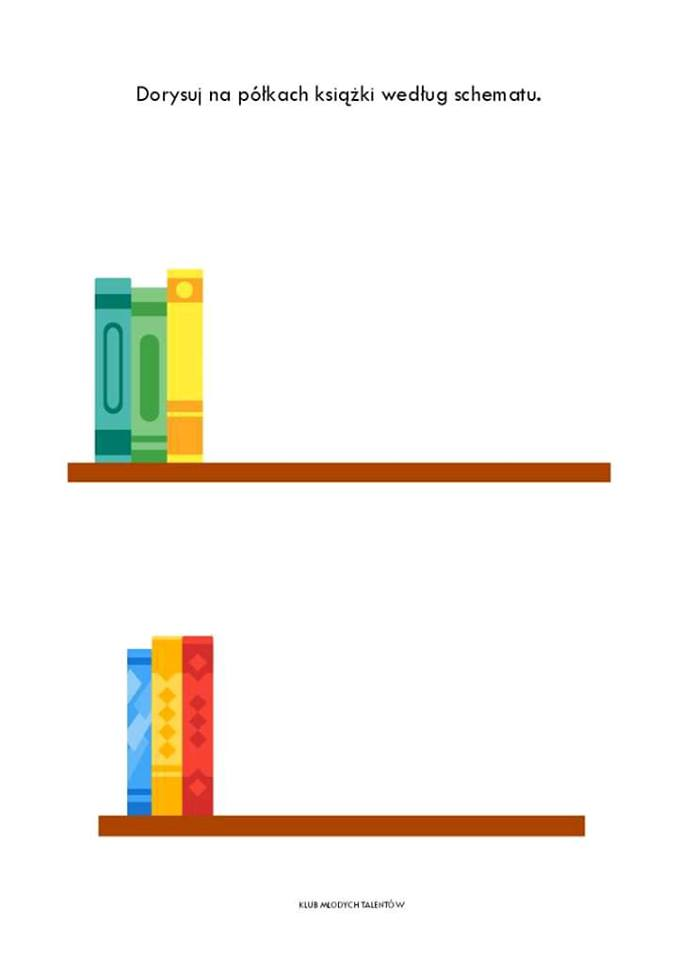 Dorysuj na półkach książki według schematu.
KLUB MŁODYCH TALENTÓW